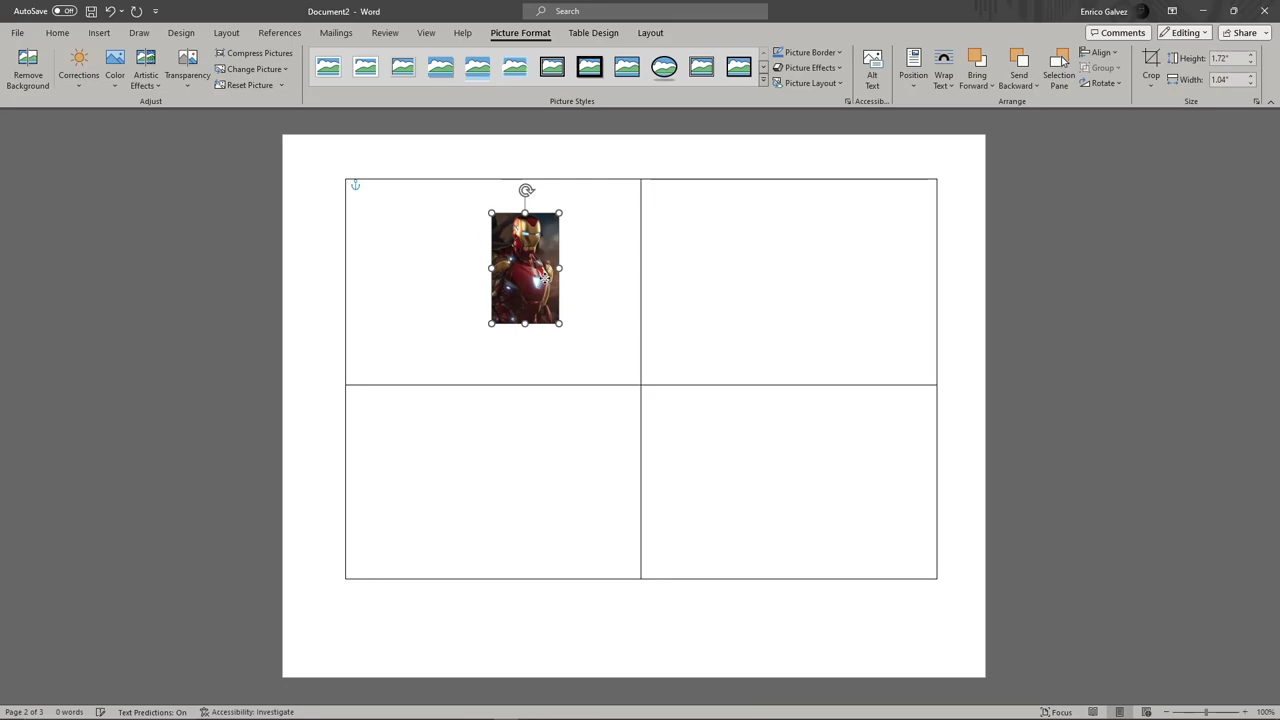 AutoSave Off Document2 - Word Search Enrico Galvez
File Home Insert Draw Design Layout References Mailings Review View Help Picture Format Table Design Layout Comments Editing Share
Remove Background
Corrections
Color
Artistic Effects
Transparency
Compress Pictures
Change Picture
Reset Picture
Picture Border
Picture Effects
Picture Layout
Alt Text
Position
Wrap Text
Bring Forward
Send Backward
Selection Pane
Align
Group
Rotate
Crop
Height: 1.72"
Width: 1.04"
Adjust Picture Styles Accessib... Arrange Size
Page 2 of 3 0 words Text Predictions: On Accessibility: Investigate Focus 100%